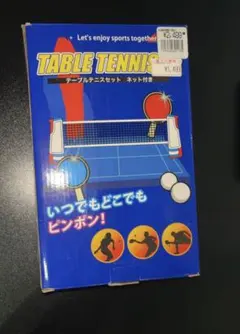 Let's enjoy sports together
TABLE TENNIS
テーブルテニスセット ネット付き
いつでもどこでも
ピンポン!